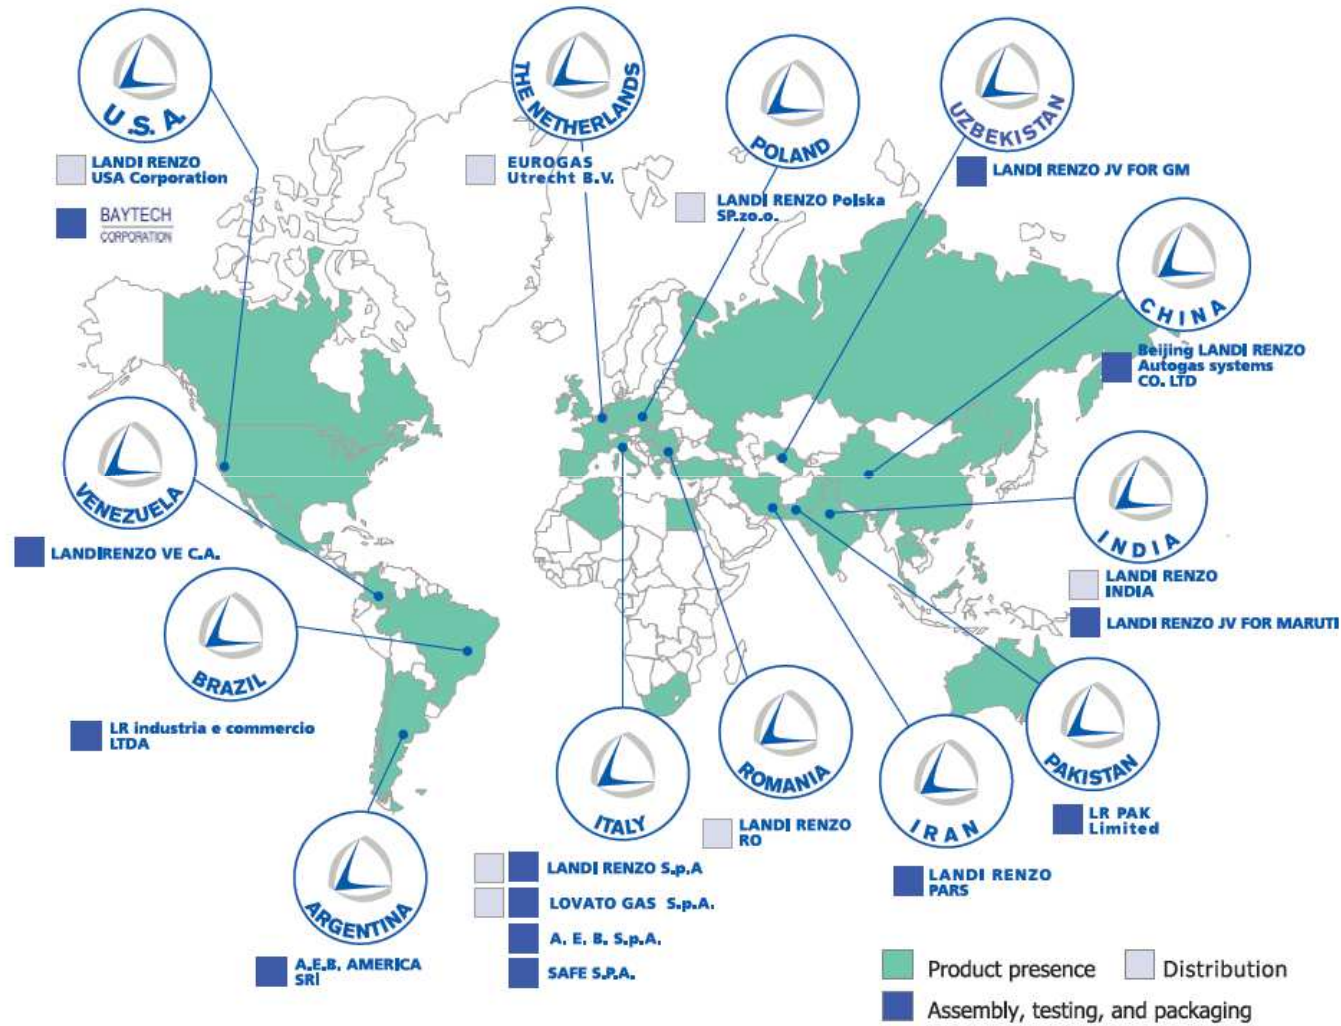 U.S.A.
LANDI RENZO
USA Corporation
BAYTECH
CORPORATION
THE NETHERLANDS
EUROGAS
Utrecht B.V.
POLAND
LANDI RENZO Polska
SP.zo.o.
UZBEKISTAN
LANDI RENZO JV FOR GM
CHINA
Beijing LANDI RENZO
Autogas systems
CO. LTD
VENEZUELA
LANDIRENZO VE C.A.
INDIA
LANDI RENZO
INDIA
LANDI RENZO JV FOR MARUTI
BRAZIL
LR industria e commercio
LTDA
PAKISTAN
LR PAK
Limited
ROMANIA
LANDI RENZO
RO
IRAN
LANDI RENZO
PARS
ITALY
LANDI RENZO S.p.A
LOVATO GAS S.p.A.
A. E. B. S.p.A.
SAFE S.P.A.
ARGENTINA
A.E.B. AMERICA
SRl
Product presence
Distribution
Assembly, testing, and packaging